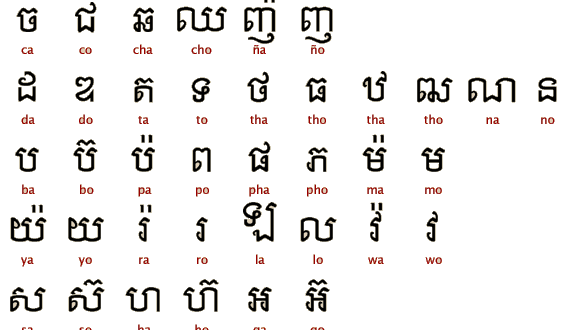 ច ជ ឆ ឈ ញ៉ ញ
ca co cha cho ña ño
ដ ឌ ត ទ ថ ធ ឋ ឍ ណ ន
da do ta to tha tho tha tho na no
ប ប៊ ប៉ ព ផ ភ ម៉ ម
ba bo pa po pha pho ma mo
យ៉ យ រ៉ រ ឡ ល វ៉ វ
ya yo ra ro la lo wa wo
ស ស៊ ហ ហ៊ អ អ៊
sa so ha ho qa qo